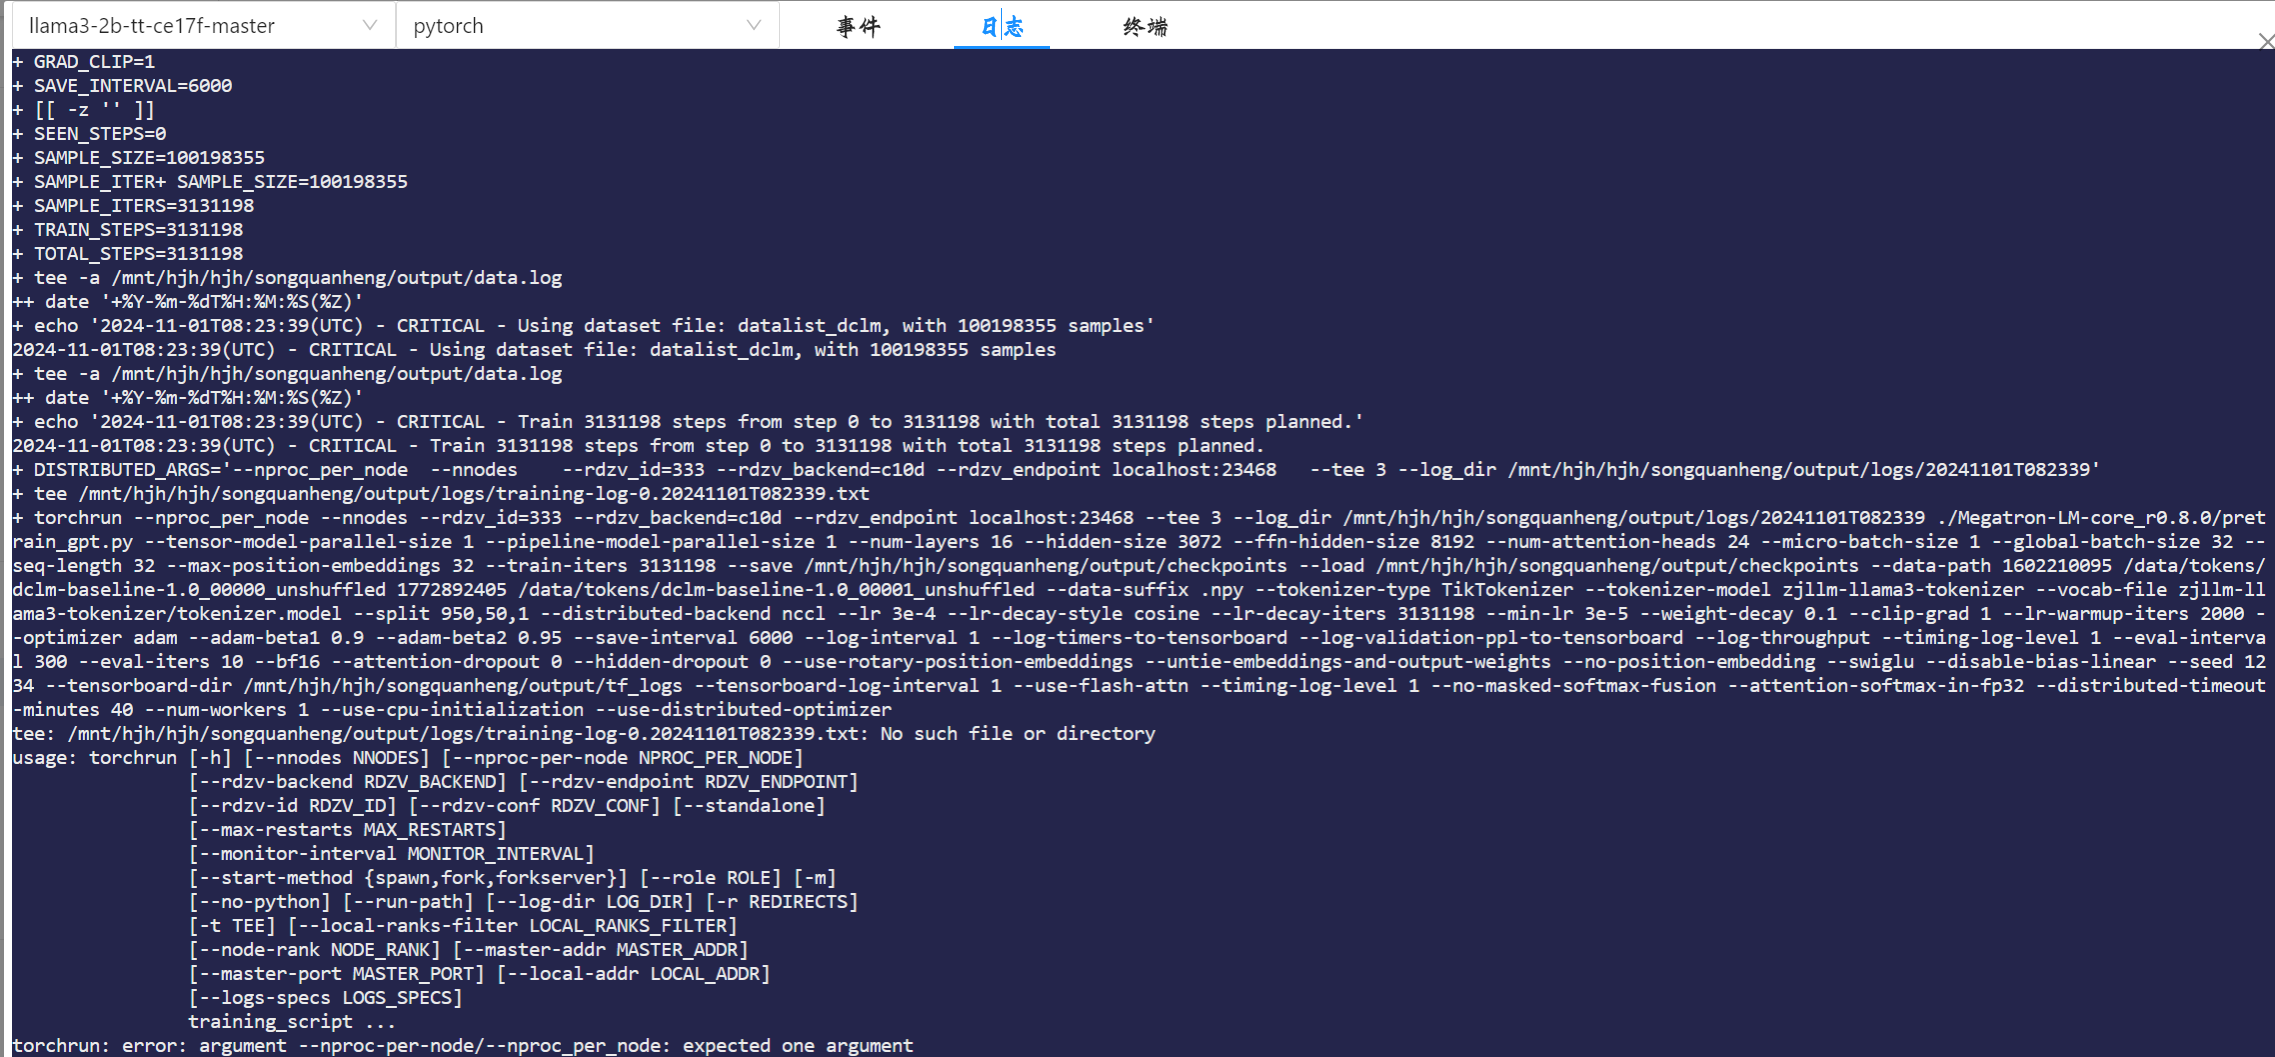 llama3-2b-tt-ce17f-master pytorch 事件 日志 终端
+ GRAD_CLIP=1
+ SAVE_INTERVAL=6000
+ [[ -z '' ]]
+ SEEN_STEPS=0
+ SAMPLE_SIZE=100198355
+ SAMPLE_ITER+ SAMPLE_SIZE=100198355
+ SAMPLE_ITERS=3131198
+ TRAIN_STEPS=3131198
+ TOTAL_STEPS=3131198
+ tee -a /mnt/hjh/hjh/songquanheng/output/data.log
++ date '+%Y-%m-%dT%H:%M:%S(%Z)'
+ echo '2024-11-01T08:23:39(UTC) - CRITICAL - Using dataset file: datalist_dclm, with 100198355 samples'
2024-11-01T08:23:39(UTC) - CRITICAL - Using dataset file: datalist_dclm, with 100198355 samples
+ tee -a /mnt/hjh/hjh/songquanheng/output/data.log
++ date '+%Y-%m-%dT%H:%M:%S(%Z)'
+ echo '2024-11-01T08:23:39(UTC) - CRITICAL - Train 3131198 steps from step 0 to 3131198 with total 3131198 steps planned.'
2024-11-01T08:23:39(UTC) - CRITICAL - Train 3131198 steps from step 0 to 3131198 with total 3131198 steps planned.
+ DISTRIBUTED_ARGS='--nproc_per_node  --nnodes    --rdzv_id=333 --rdzv_backend=c10d --rdzv_endpoint localhost:23468   --tee 3 --log_dir /mnt/hjh/hjh/songquanheng/output/logs/20241101T082339'
+ tee /mnt/hjh/hjh/songquanheng/output/logs/training-log-0.20241101T082339.txt
+ torchrun --nproc_per_node --nnodes --rdzv_id=333 --rdzv_backend=c10d --rdzv_endpoint localhost:23468 --tee 3 --log_dir /mnt/hjh/hjh/songquanheng/output/logs/20241101T082339 ./Megatron-LM-core_r0.8.0/pret
rain_gpt.py --tensor-model-parallel-size 1 --pipeline-model-parallel-size 1 --num-layers 16 --hidden-size 3072 --ffn-hidden-size 8192 --num-attention-heads 24 --micro-batch-size 1 --global-batch-size 32 --
seq-length 32 --max-position-embeddings 32 --train-iters 3131198 --save /mnt/hjh/hjh/songquanheng/output/checkpoints --load /mnt/hjh/hjh/songquanheng/output/checkpoints --data-path 1602210095 /data/tokens/
dclm-baseline-1.0_00000_unshuffled 1772892405 /data/tokens/dclm-baseline-1.0_00001_unshuffled --data-suffix .npy --tokenizer-type TikTokenizer --tokenizer-model zjllm-llama3-tokenizer --vocab-file zjllm-ll
ama3-tokenizer/tokenizer.model --split 950,50,1 --distributed-backend nccl --lr 3e-4 --lr-decay-style cosine --lr-decay-iters 3131198 --min-lr 3e-5 --weight-decay 0.1 --clip-grad 1 --lr-warmup-iters 2000 -
-optimizer adam --adam-beta1 0.9 --adam-beta2 0.95 --save-interval 6000 --log-interval 1 --log-timers-to-tensorboard --log-validation-ppl-to-tensorboard --log-throughput --timing-log-level 1 --eval-interva
l 300 --eval-iters 10 --bf16 --attention-dropout 0 --hidden-dropout 0 --use-rotary-position-embeddings --untie-embeddings-and-output-weights --no-position-embedding --swiglu --disable-bias-linear --seed 12
34 --tensorboard-dir /mnt/hjh/hjh/songquanheng/output/tf_logs --tensorboard-log-interval 1 --use-flash-attn --timing-log-level 1 --no-masked-softmax-fusion --attention-softmax-in-fp32 --distributed-timeout
-minutes 40 --num-workers 1 --use-cpu-initialization --use-distributed-optimizer
tee: /mnt/hjh/hjh/songquanheng/output/logs/training-log-0.20241101T082339.txt: No such file or directory
usage: torchrun [-h] [--nnodes NNODES] [--nproc-per-node NPROC_PER_NODE]
[--rdzv-backend RDZV_BACKEND] [--rdzv-endpoint RDZV_ENDPOINT]
[--rdzv-id RDZV_ID] [--rdzv-conf RDZV_CONF] [--standalone]
[--max-restarts MAX_RESTARTS]
[--monitor-interval MONITOR_INTERVAL]
[--start-method {spawn,fork,forkserver}] [--role ROLE] [-m]
[--no-python] [--run-path] [--log-dir LOG_DIR] [-r REDIRECTS]
[-t TEE] [--local-ranks-filter LOCAL_RANKS_FILTER]
[--node-rank NODE_RANK] [--master-addr MASTER_ADDR]
[--master-port MASTER_PORT] [--local-addr LOCAL_ADDR]
[--logs-specs LOGS_SPECS]
training_script ...
torchrun: error: argument --nproc-per-node/--nproc_per_node: expected one argument